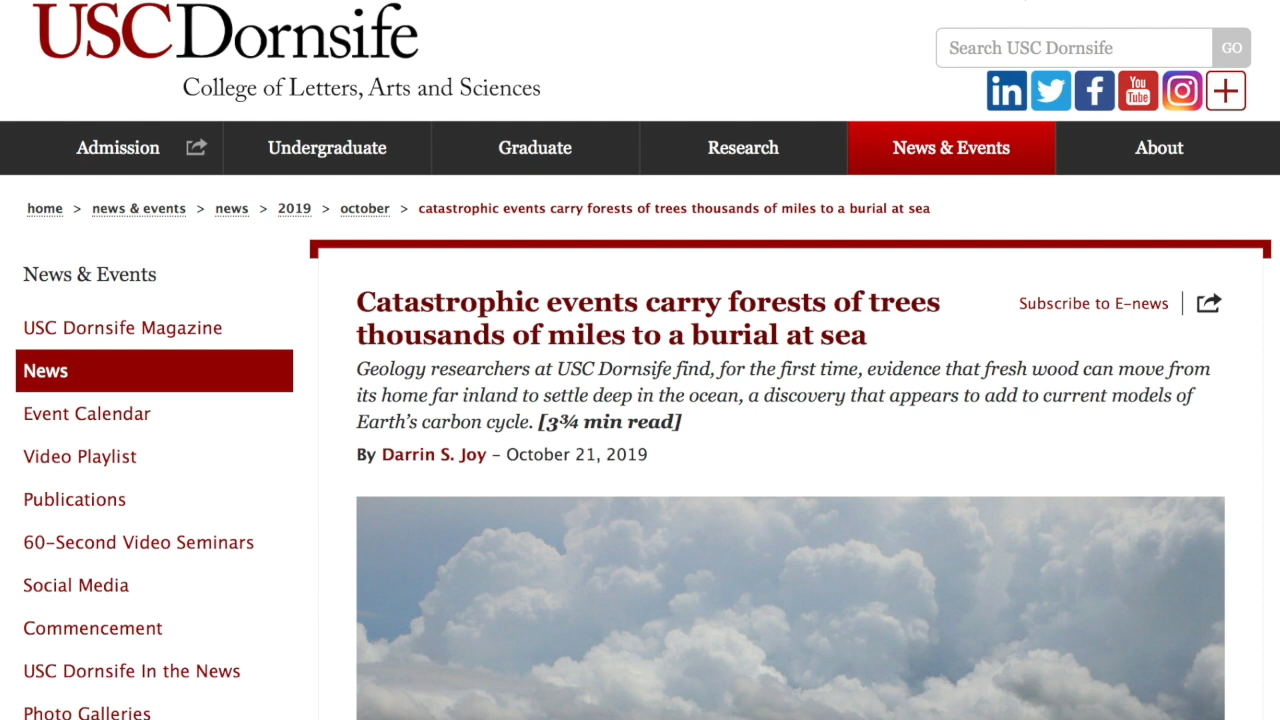 USCDornsife
College of Letters, Arts and Sciences
Search USC Dornsife
GO
in
f
You
Tube
Admission
Undergraduate
Graduate
Research
News & Events
About
home > news & events > news > 2019 > october > catastrophic events carry forests of trees thousands of miles to a burial at sea
News & Events
USC Dornsife Magazine
News
Event Calendar
Video Playlist
Publications
60-Second Video Seminars
Social Media
Commencement
USC Dornsife In the News
Photo Galleries
Catastrophic events carry forests of trees
thousands of miles to a burial at sea
Subscribe to E-news
Geology researchers at USC Dornsife find, for the first time, evidence that fresh wood can move from
its home far inland to settle deep in the ocean, a discovery that appears to add to current models of
Earth’s carbon cycle. [3¾ min read]
By Darrin S. Joy – October 21, 2019